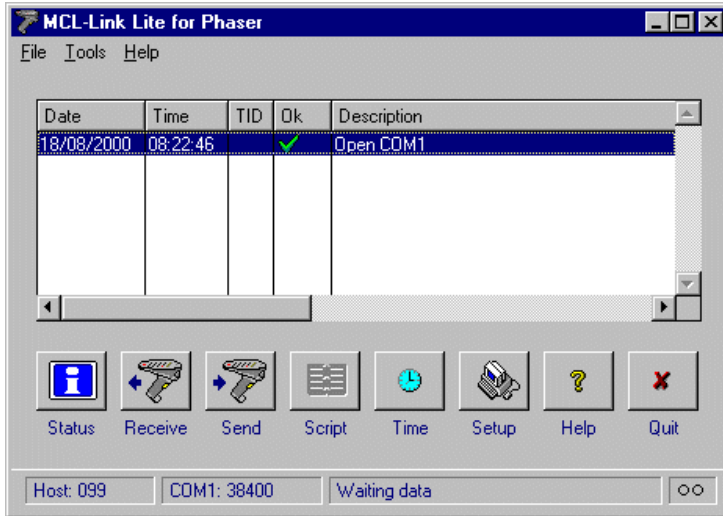 MCL-Link Lite for Phaser
File Tools Help
Date Time TID Ok Description
18/08/2000 08:22:46 Open COM1
Status Receive Send Script Time Setup Help Quit
Host: 099 COM1: 38400 Waiting data